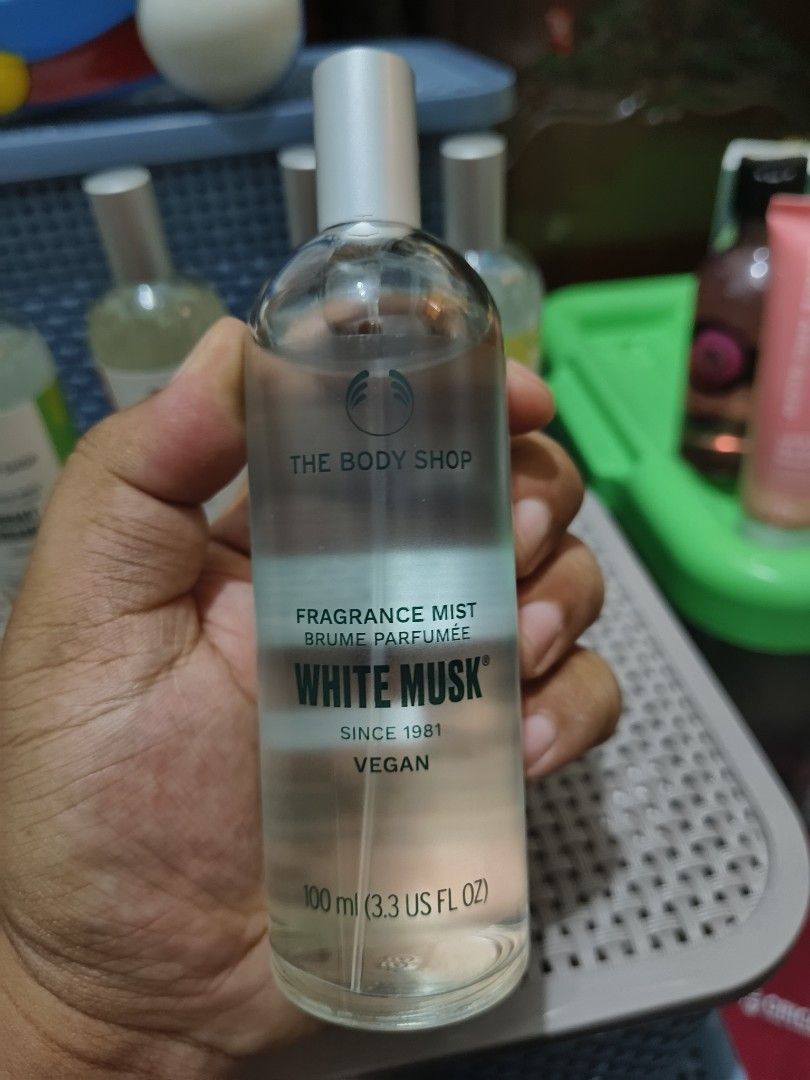 THE BODY SHOP
FRAGRANCE MIST
BRUME PARFUMÉE
WHITE MUSK®
SINCE 1981
VEGAN
100 ml (3.3 US FL OZ)